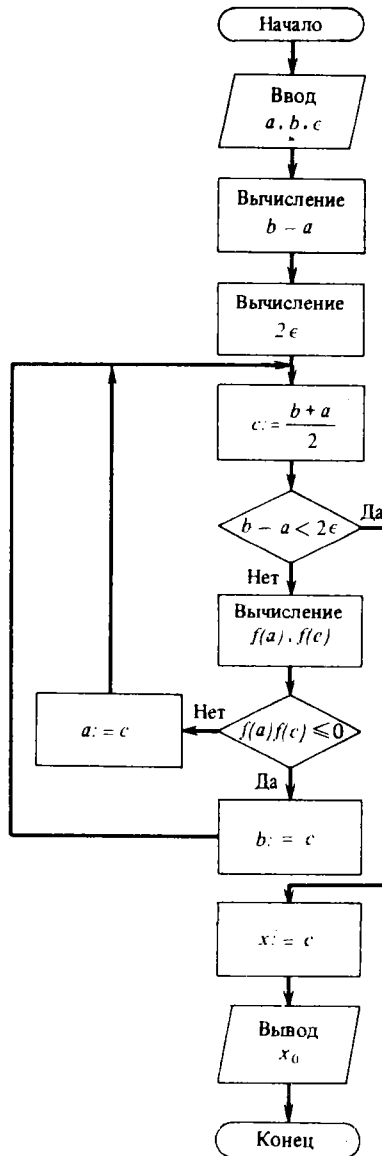 Начало
Ввод
a, b, ϵ
Вычисление
b − a
Вычисление
2ϵ
c: = b + a
2
b − a < 2ϵ
Да
Нет
Вычисление
f(a), f(c)
f(a)f(c) ≤ 0
Нет
a: = c
Да
b: = c
x: = c
Вывод
x₀
Конец